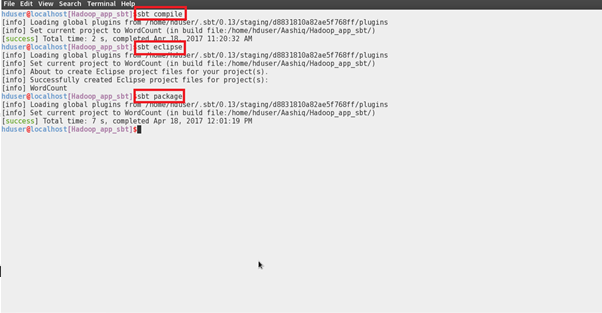 File Edit View Search Terminal Help
hduser@localhost[Hadoop_app_sbt] sbt compile
[info] Loading global plugins from /home/hduser/.sbt/0.13/staging/d8831810a82ae5f768ff/plugins
[info] Set current project to WordCount (in build file:/home/hduser/Aashiq/Hadoop_app_sbt/)
[success] Total time: 2 s, completed Apr 18, 2017 11:20:32 AM
hduser@localhost[Hadoop_app_sbt] sbt eclipse
[info] Loading global plugins from /home/hduser/.sbt/0.13/staging/d8831810a82ae5f768ff/plugins
[info] Set current project to WordCount (in build file:/home/hduser/Aashiq/Hadoop_app_sbt/)
[info] About to create Eclipse project files for your project(s).
[info] Successfully created Eclipse project files for project(s):
[info] WordCount
hduser@localhost[Hadoop_app_sbt] sbt package
[info] Loading global plugins from /home/hduser/.sbt/0.13/staging/d8831810a82ae5f768ff/plugins
[info] Set current project to WordCount (in build file:/home/hduser/Aashiq/Hadoop_app_sbt/)
[success] Total time: 7 s, completed Apr 18, 2017 12:01:19 PM
hduser@localhost[Hadoop_app_sbt]$